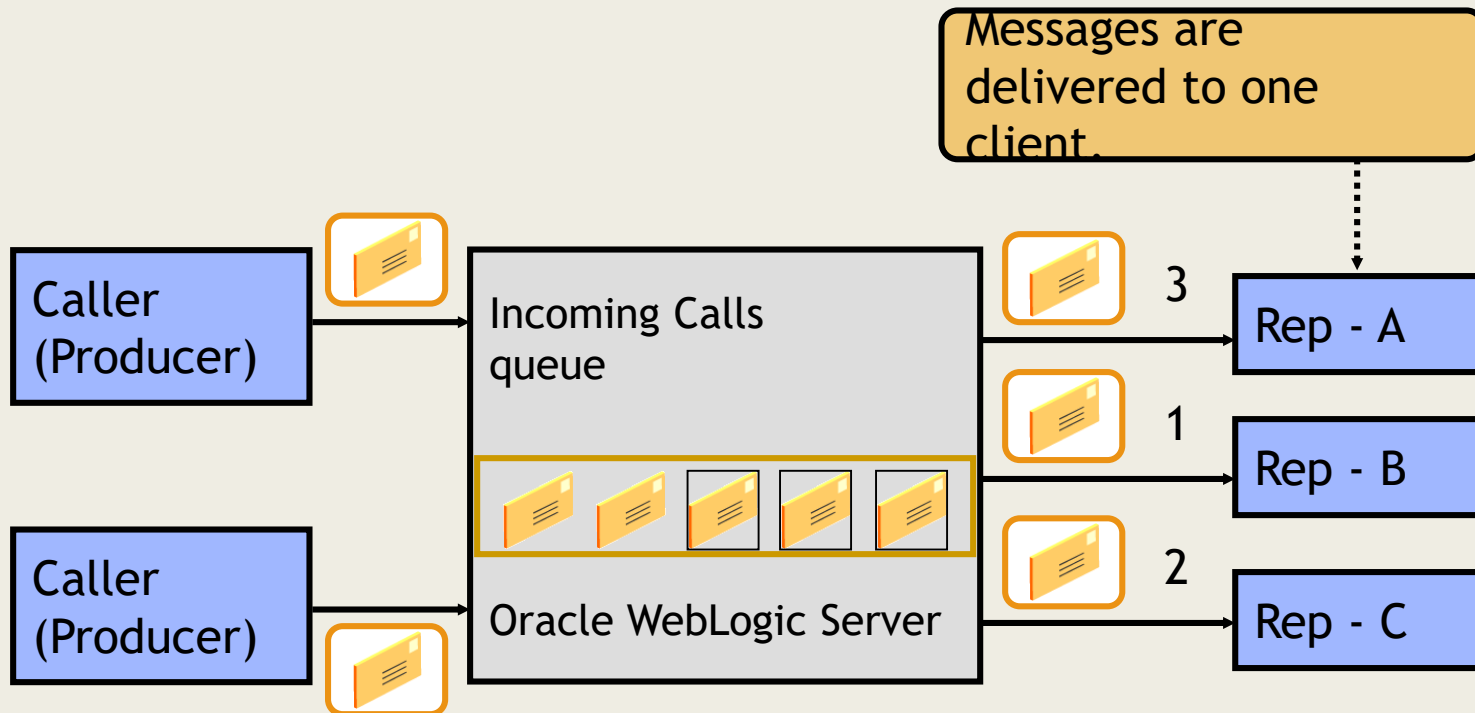 Messages are
delivered to one
client.
Caller
(Producer)
Incoming Calls
queue
3
Rep - A
1
Rep - B
Caller
(Producer)
Oracle WebLogic Server
2
Rep - C